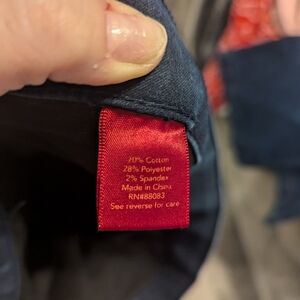 70% Cotton
28% Polyester
2% Spandex
Made in China
RN#88083
See reverse for care